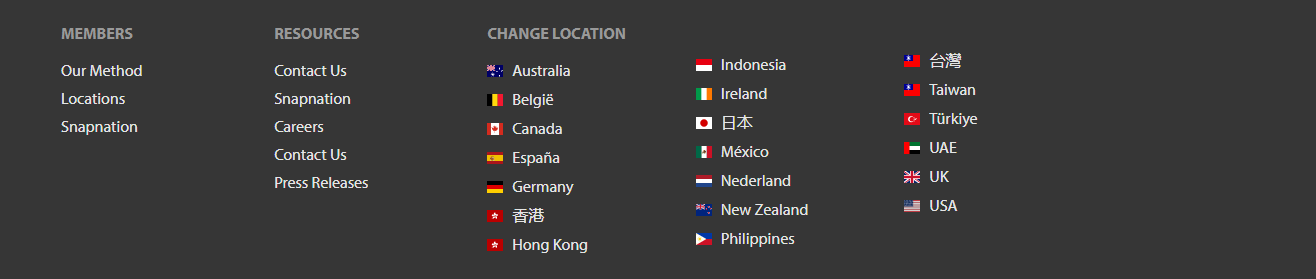 MEMBERS
Our Method
Locations
Snapnation
RESOURCES
Contact Us
Snapnation
Careers
Contact Us
Press Releases
CHANGE LOCATION
Australia
België
Canada
España
Germany
香港
Hong Kong
Indonesia
Ireland
日本
México
Nederland
New Zealand
Philippines
台灣
Taiwan
Türkiye
UAE
UK
USA